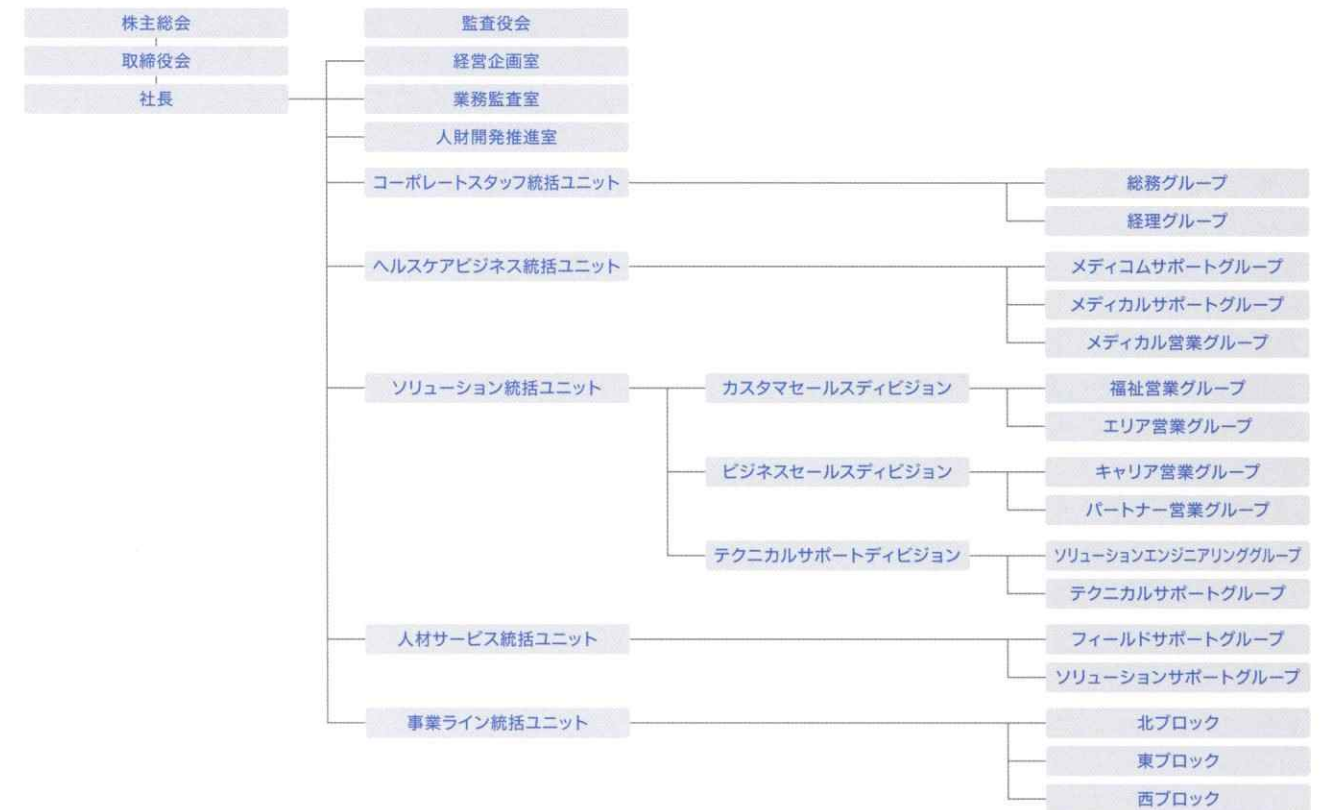 株主総会
監査役会
取締役会
経営企画室
社長
業務監査室
人財開発推進室
コーポレートスタッフ統括ユニット
総務グループ
経理グループ
ヘルスケアビジネス統括ユニット
メディコムサポートグループ
メディカルサポートグループ
メディカル営業グループ
ソリューション統括ユニット
カスタマセールスディビジョン
福祉営業グループ
エリア営業グループ
ビジネスセールスディビジョン
キャリア営業グループ
パートナー営業グループ
テクニカルサポートディビジョン
ソリューションエンジニアリンググループ
テクニカルサポートグループ
人材サービス統括ユニット
フィールドサポートグループ
ソリューションサポートグループ
事業ライン統括ユニット
北ブロック
東ブロック
西ブロック